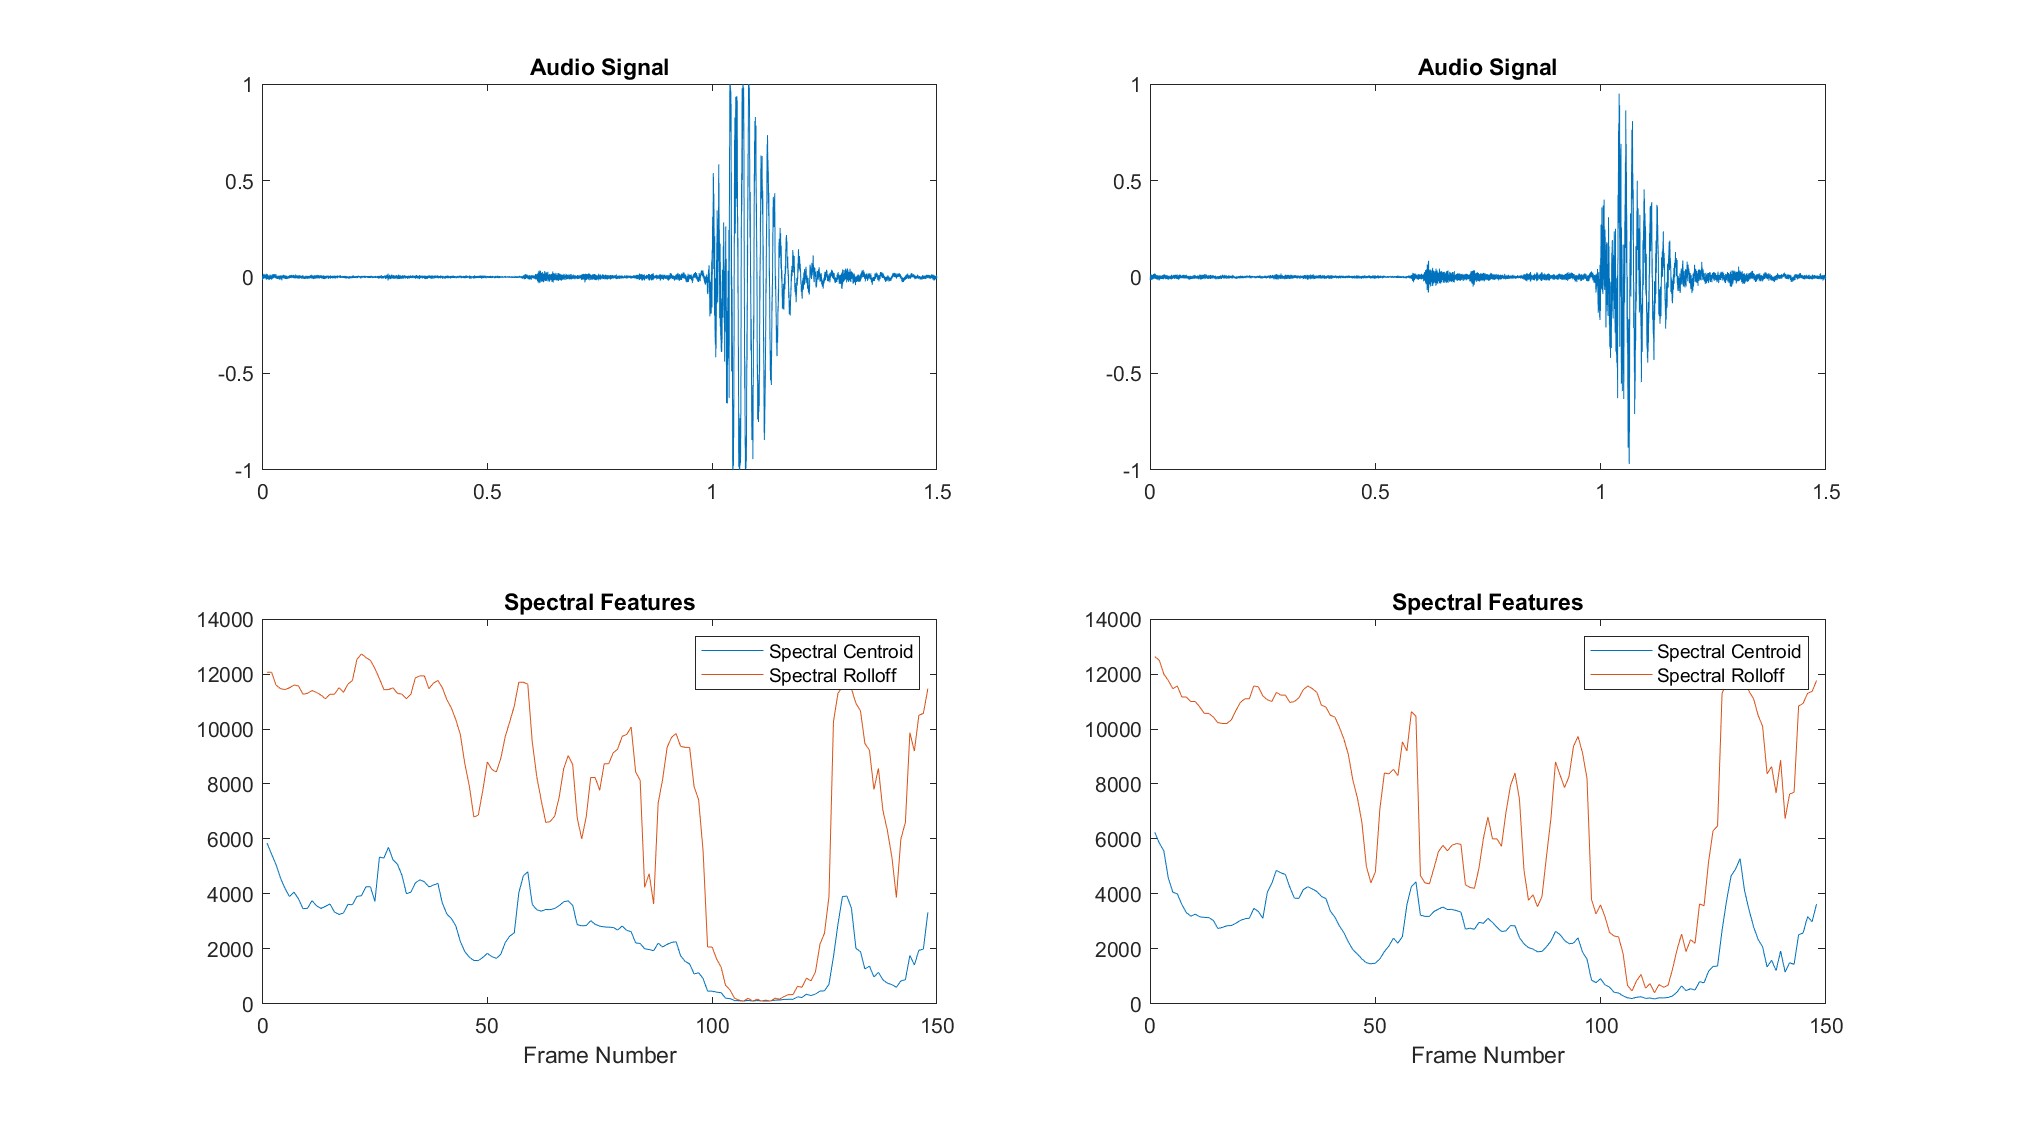 Audio Signal
1
0.5
0
-0.5
-1
0 0.5 1 1.5
Audio Signal
1
0.5
0
-0.5
-1
0 0.5 1 1.5
Spectral Features
14000
12000
10000
8000
6000
4000
2000
0
Spectral Centroid
Spectral Rolloff
0 50 100 150
Frame Number
Spectral Features
14000
12000
10000
8000
6000
4000
2000
0
Spectral Centroid
Spectral Rolloff
0 50 100 150
Frame Number